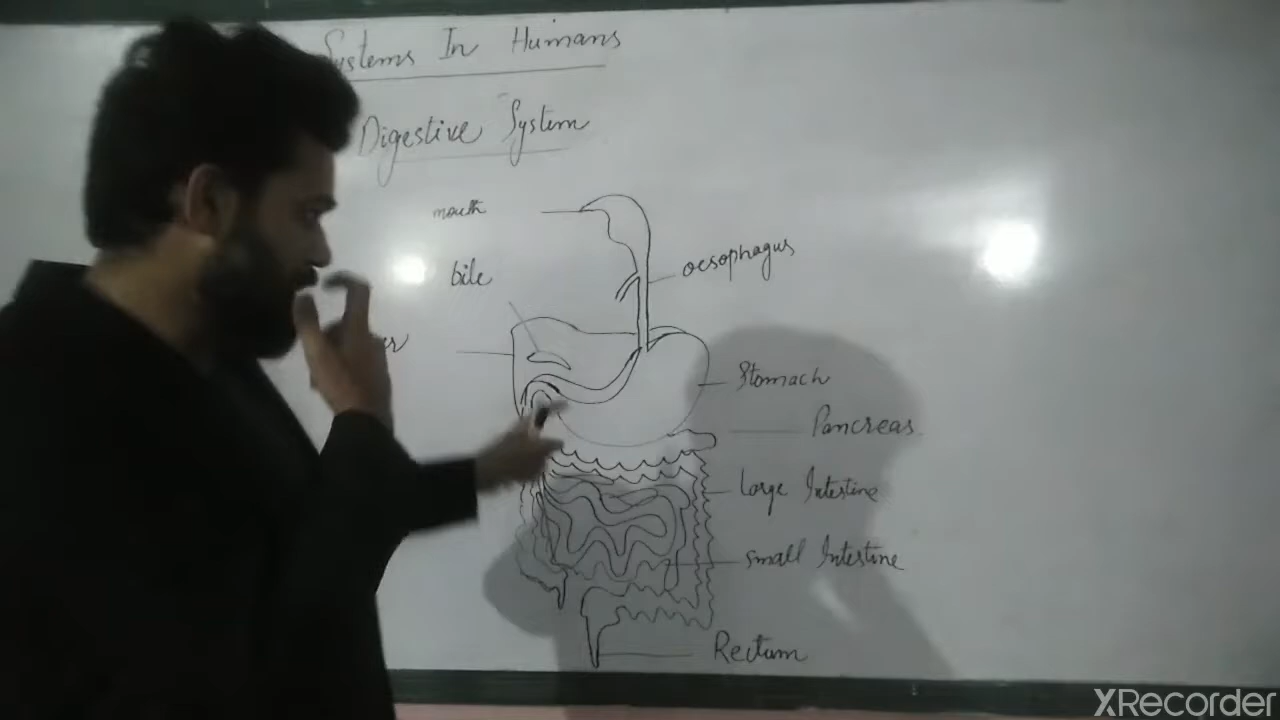 Systems In Humans
Digestive System
mouth
oesophagus
bile
Stomach
Pancreas
Large Intestine
small Intestine
Rectum
XRecorder